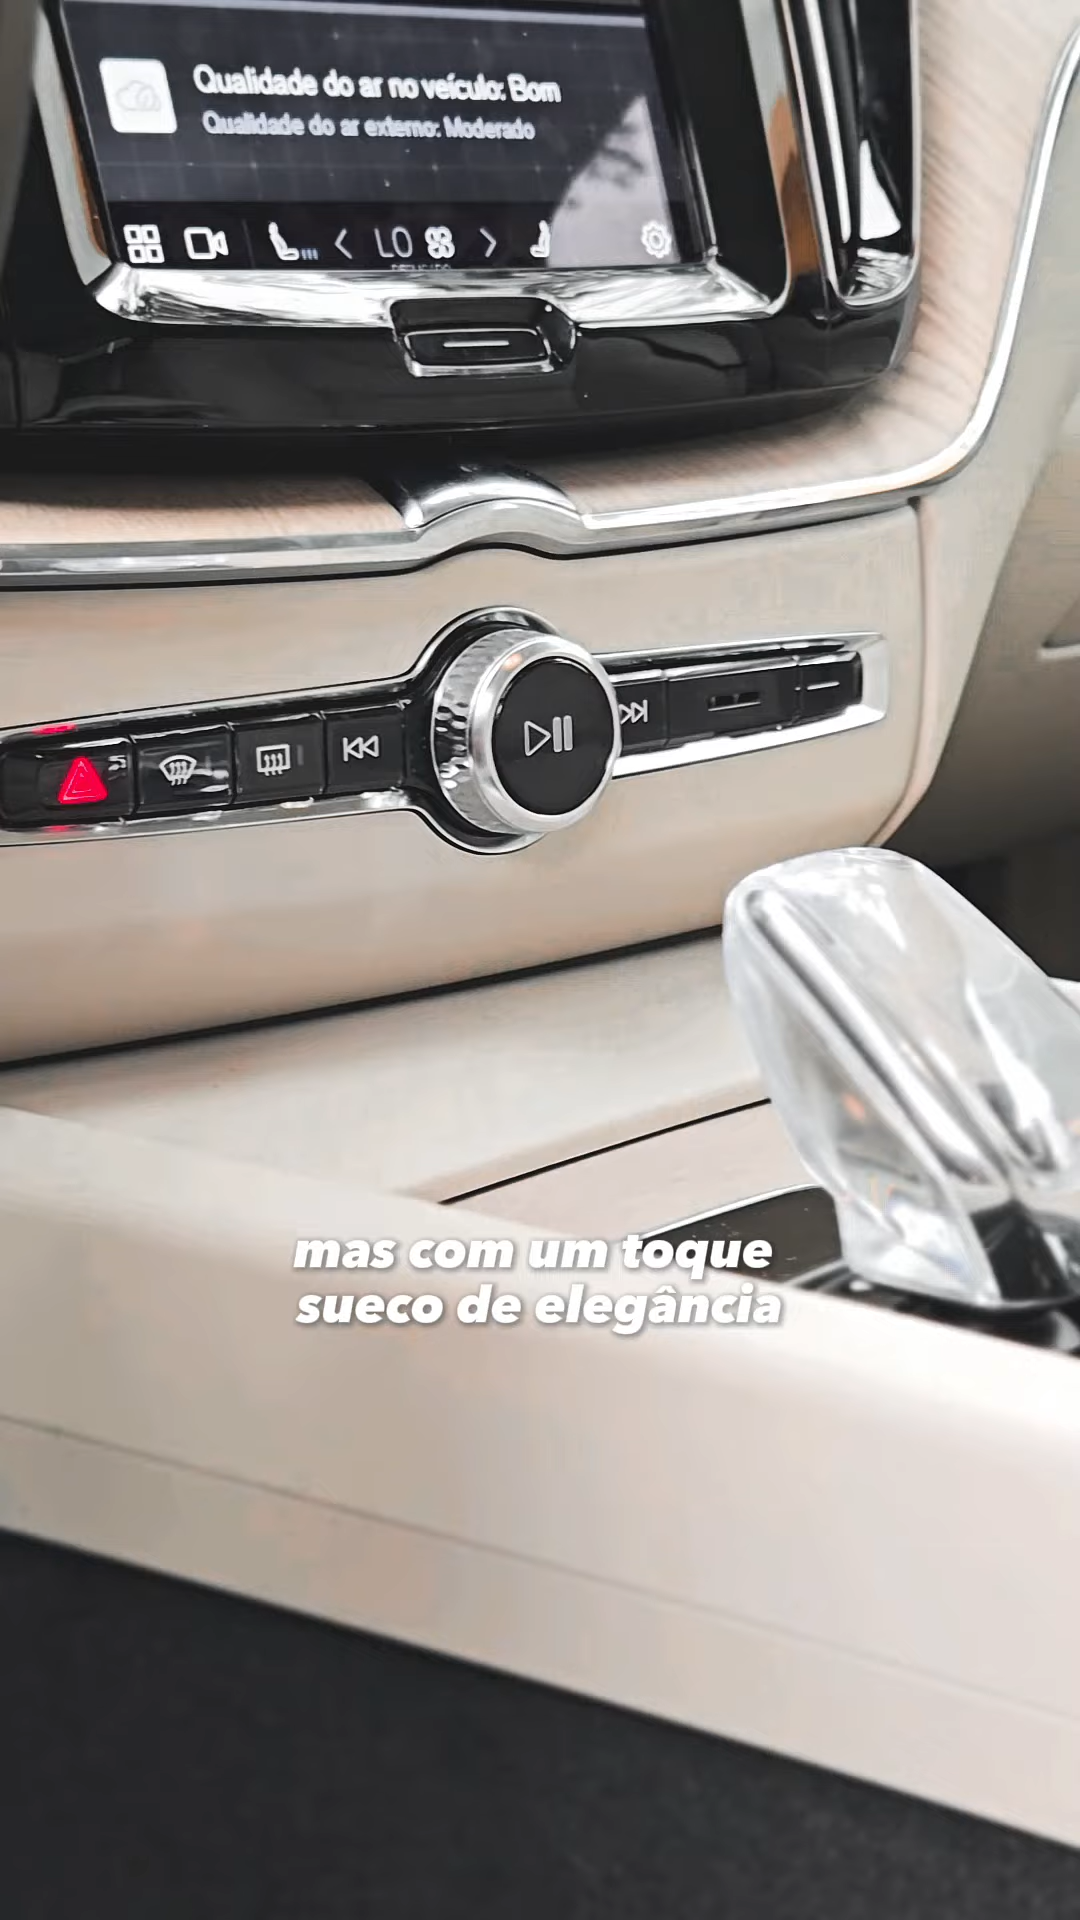 Qualidade do ar no veículo: Bom
Qualidade do ar externo: Moderado
LO
mas com um toque
sueco de elegância